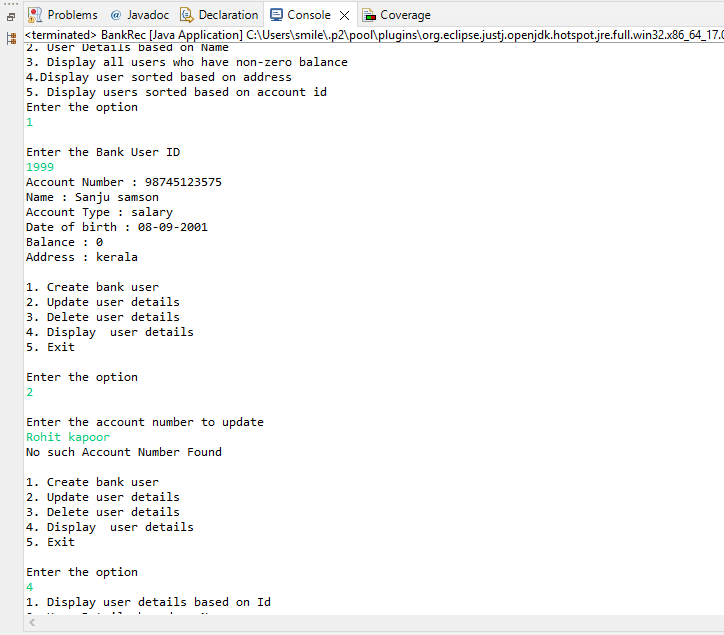 Problems Javadoc Declaration Console Coverage
<terminated> BankRec [Java Application] C:\Users\smile\.p2\pool\plugins\org.eclipse.justj.openjdk.hotspot.jre.full.win32.x86_64_17.0
2. User Details based on Name
3. Display all users who have non-zero balance
4.Display user sorted based on address
5. Display users sorted based on account id
Enter the option
1
Enter the Bank User ID
1999
Account Number : 98745123575
Name : Sanju samson
Account Type : salary
Date of birth : 08-09-2001
Balance : 0
Address : kerala
1. Create bank user
2. Update user details
3. Delete user details
4. Display  user details
5. Exit
Enter the option
2
Enter the account number to update
Rohit kapoor
No such Account Number Found
1. Create bank user
2. Update user details
3. Delete user details
4. Display  user details
5. Exit
Enter the option
4
1. Display user details based on Id